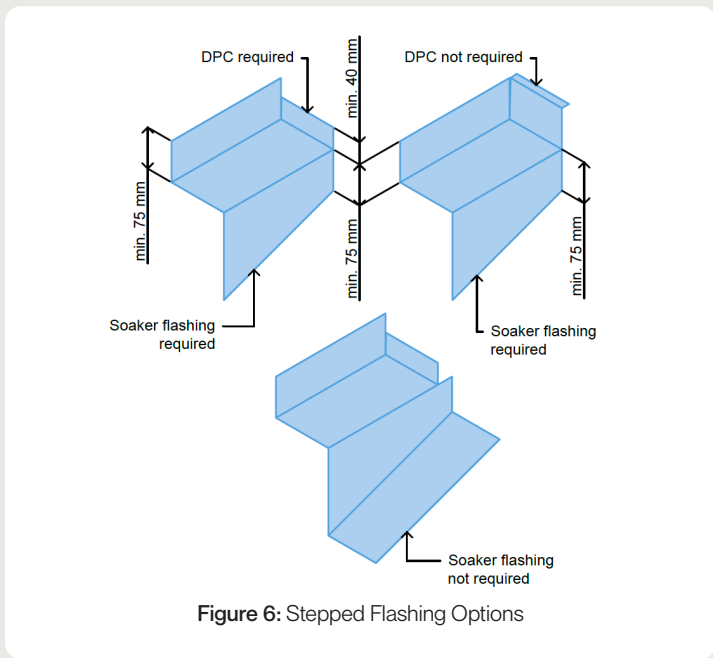 DPC required
min. 40 mm
DPC not required
min. 75 mm
min. 75 mm
min. 75 mm
Soaker flashing
required
Soaker flashing
required
Soaker flashing
not required
Figure 6: Stepped Flashing Options